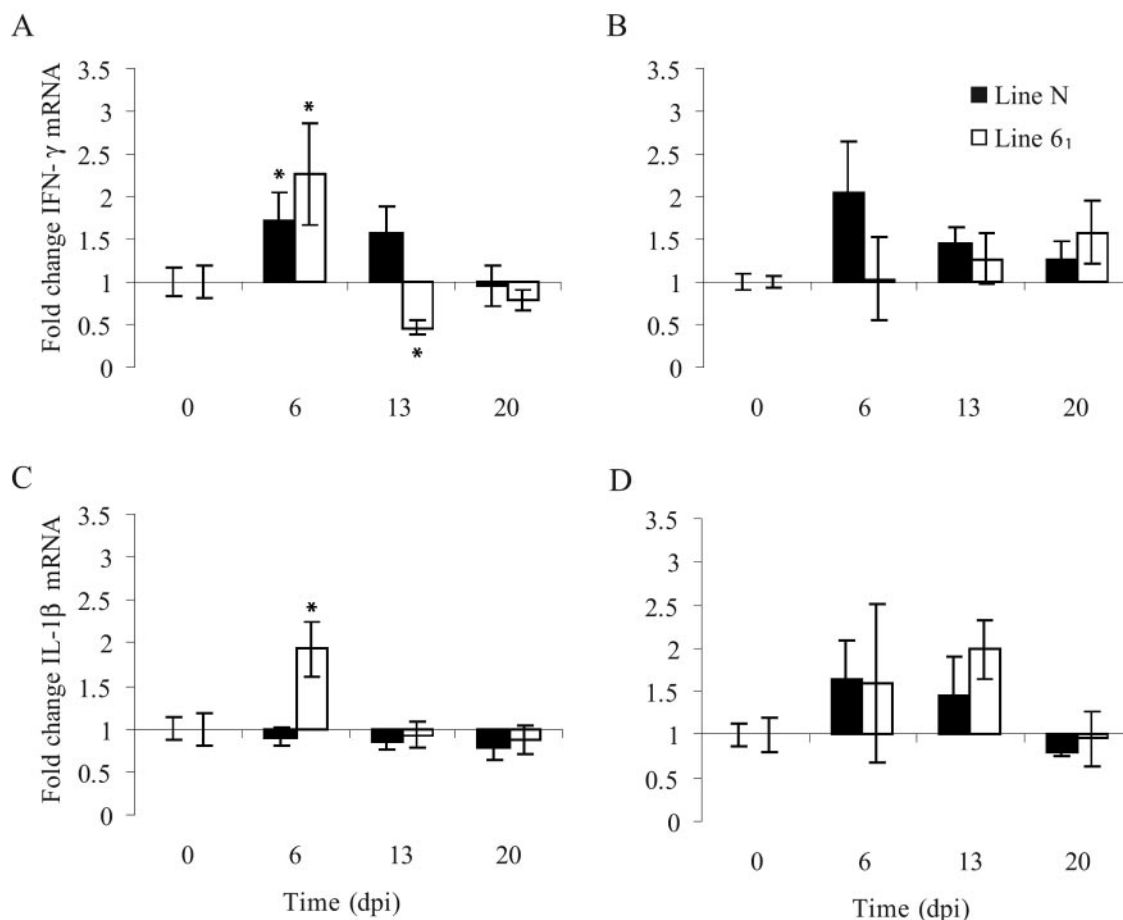 A
Fold change IFN-γ mRNA
3.5
3
2.5
2
1.5
1
0.5
0
* * *
0 6 13 20
B
3.5
3
2.5
2
1.5
1
0.5
0
Line N
Line 6₁
0 6 13 20
C
Fold change IL-1β mRNA
3.5
3
2.5
2
1.5
1
0.5
0
*
0 6 13 20
Time (dpi)
D
3.5
3
2.5
2
1.5
1
0.5
0
0 6 13 20
Time (dpi)